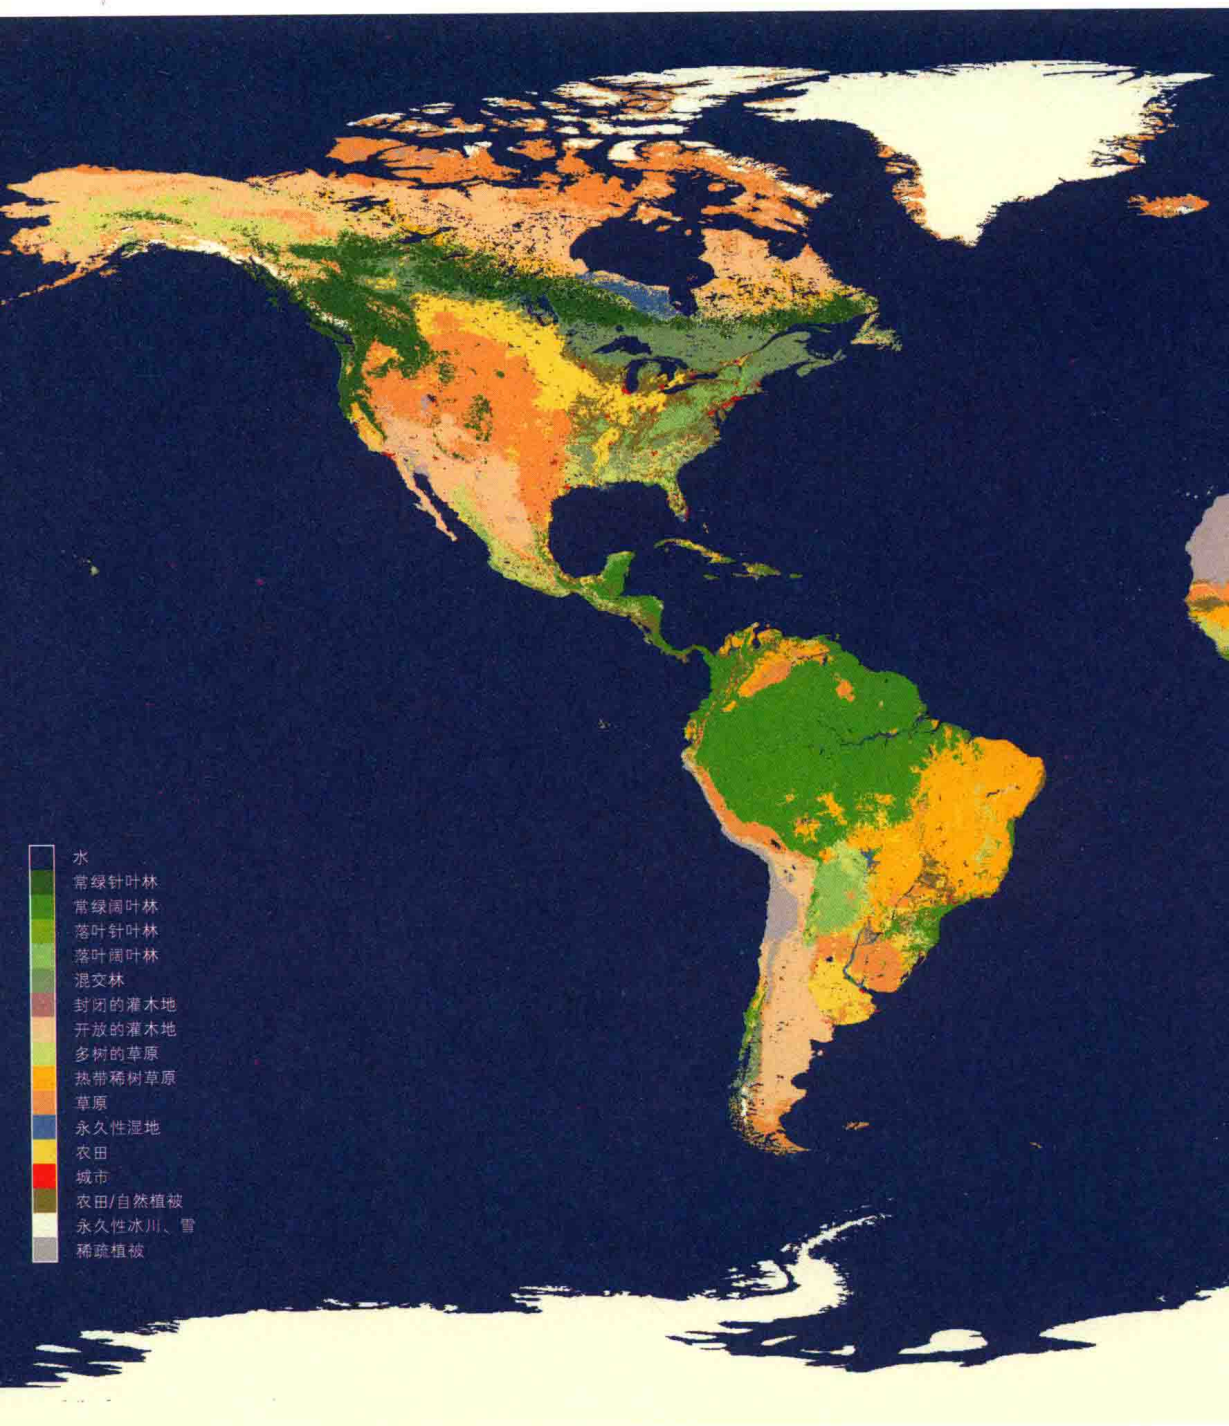 水
常绿针叶林
常绿阔叶林
落叶针叶林
落叶阔叶林
混交林
封闭的灌木地
开放的灌木地
多树的草原
热带稀树草原
草原
永久性湿地
农田
城市
农田/自然植被
永久性冰川、雪
稀疏植被